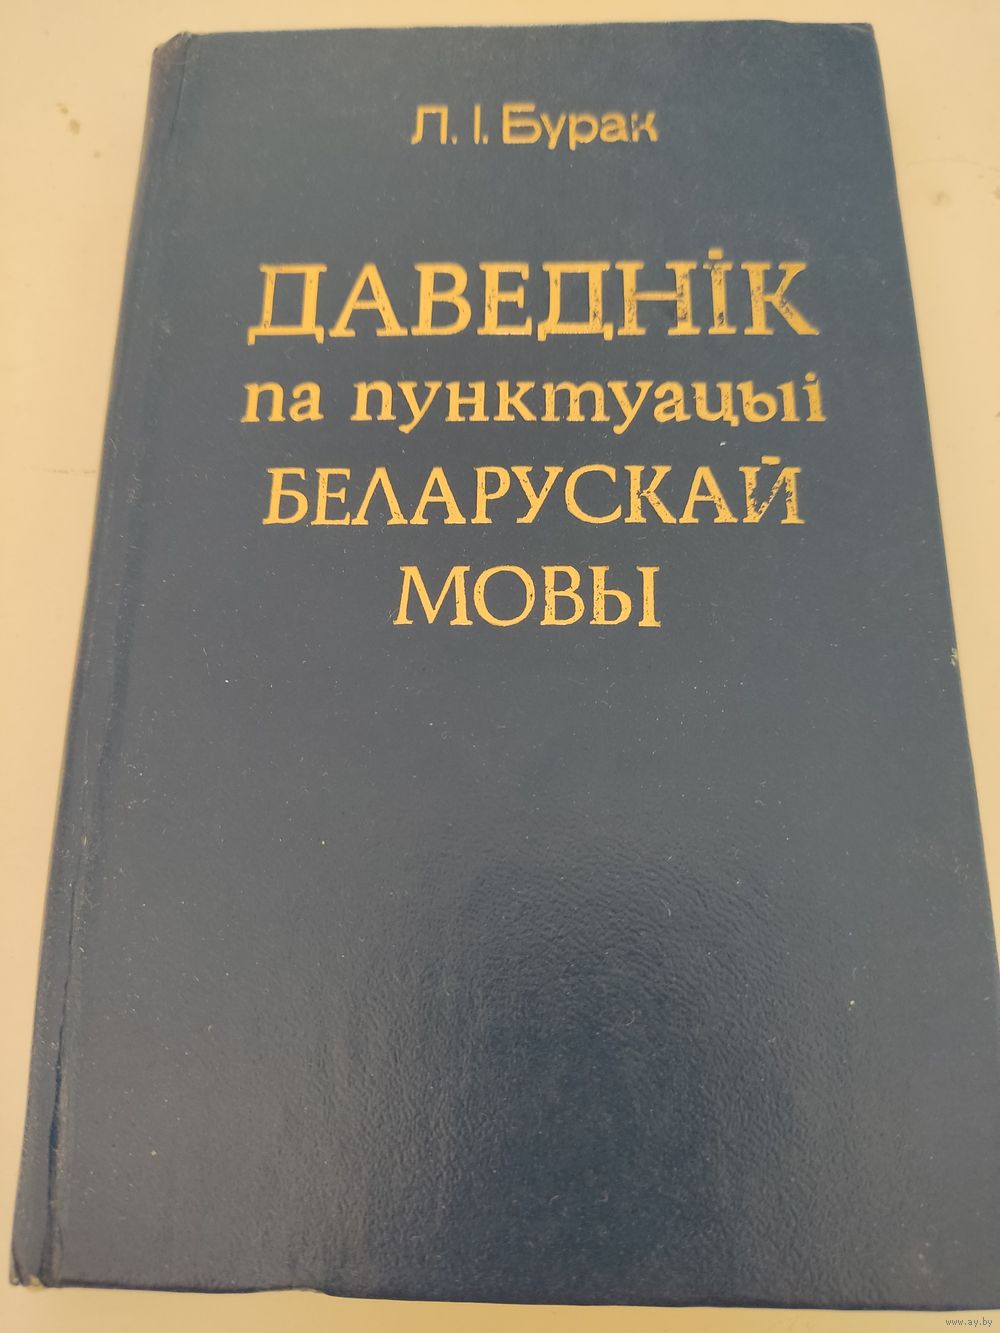 Л. І. Бурак
ДАВЕДНІК
па пунктуацыі
БЕЛАРУСКАЙ
МОВЫ
www.ay.by